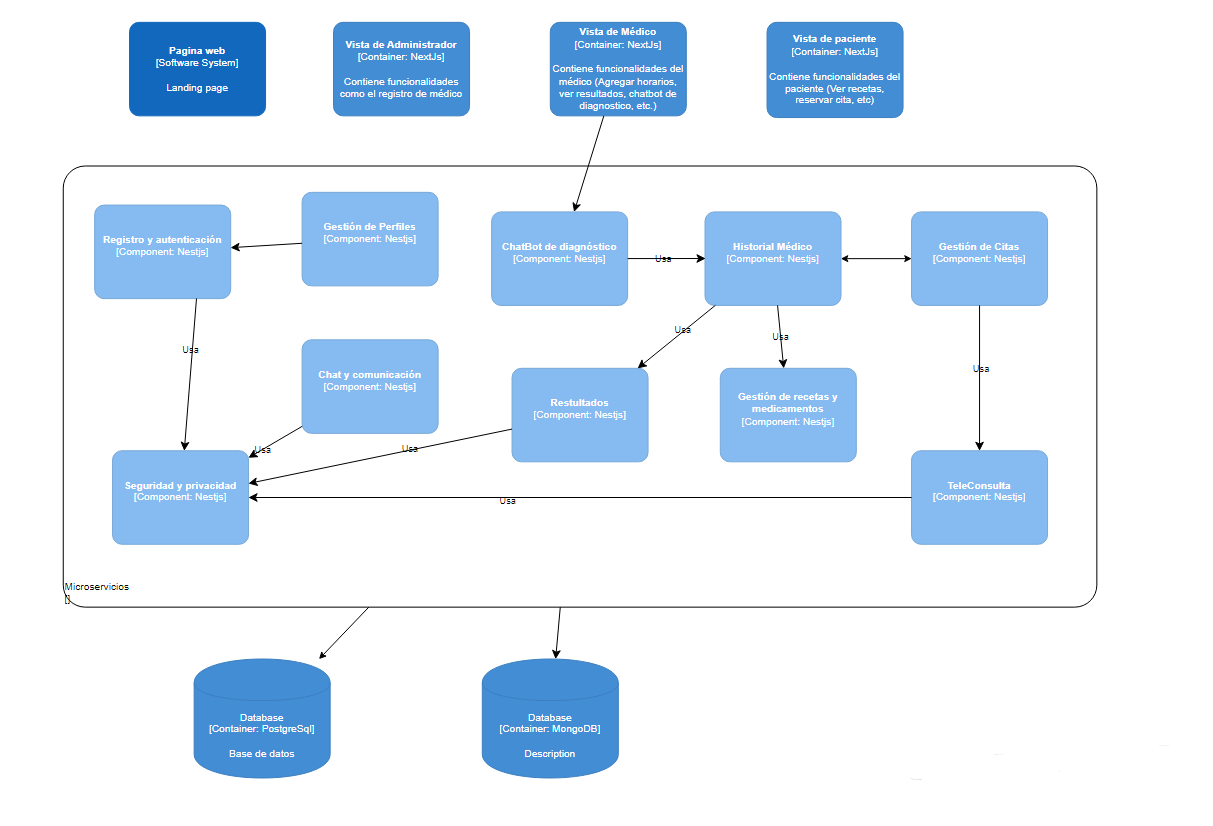 Pagina web
[Software System]
Landing page
Vista de Administrador
[Container: NextJs]
Contiene funcionalidades
como el registro de médico
Vista de Médico
[Container: NextJs]
Contiene funcionalidades del
médico (Agregar horarios,
ver resultados, chatbot de
diagnostico, etc.)
Vista de paciente
[Container: NextJs]
Contiene funcionalidades del
paciente (Ver recetas,
reservar cita, etc)
Registro y autenticación
[Component: Nestjs]
Gestión de Perfiles
[Component: Nestjs]
ChatBot de diagnóstico
[Component: Nestjs]
Usa
Historial Médico
[Component: Nestjs]
Gestión de Citas
[Component: Nestjs]
Usa
Usa
Usa
Usa
Chat y comunicación
[Component: Nestjs]
Restultados
[Component: Nestjs]
Gestión de recetas y
medicamentos
[Component: Nestjs]
Usa
Usa
Seguridad y privacidad
[Component: Nestjs]
Usa
TeleConsulta
[Component: Nestjs]
Microservicios
[]
Database
[Container: PostgreSql]
Base de datos
Database
[Container: MongoDB]
Description